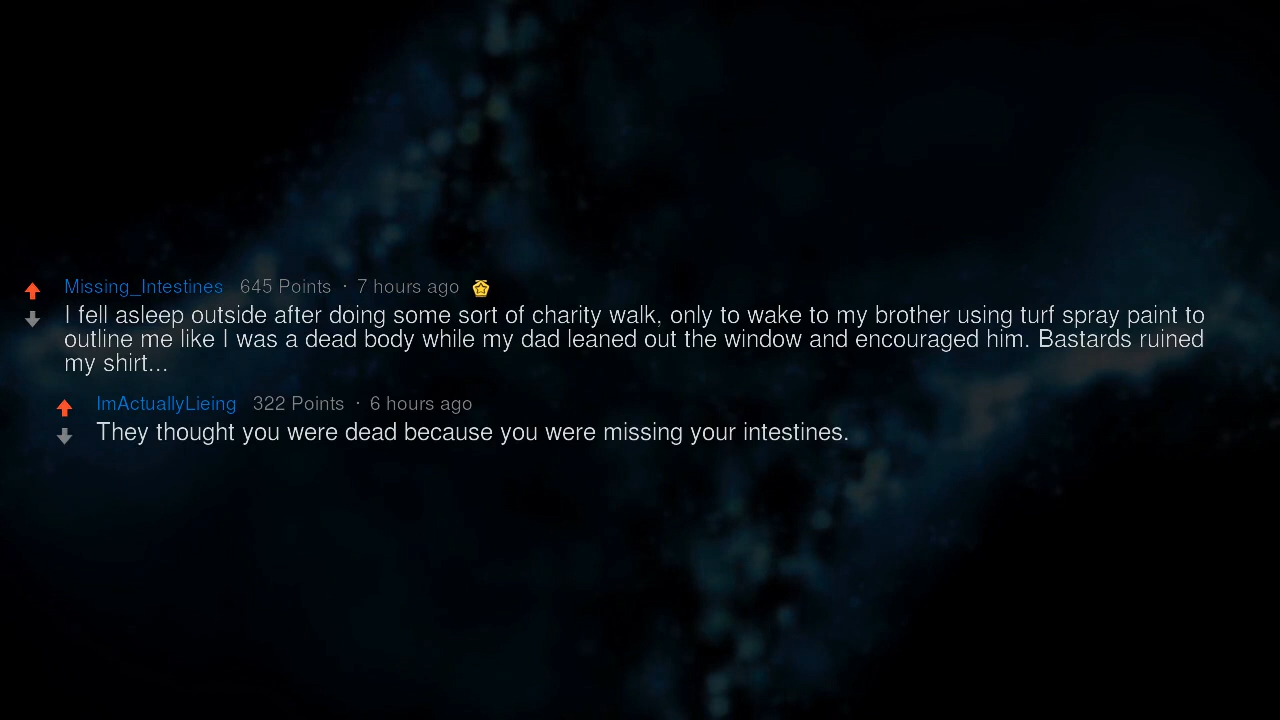 Missing_Intestines 645 Points · 7 hours ago
I fell asleep outside after doing some sort of charity walk, only to wake to my brother using turf spray paint to
outline me like I was a dead body while my dad leaned out the window and encouraged him. Bastards ruined
my shirt...
ImActuallyLieing 322 Points · 6 hours ago
They thought you were dead because you were missing your intestines.